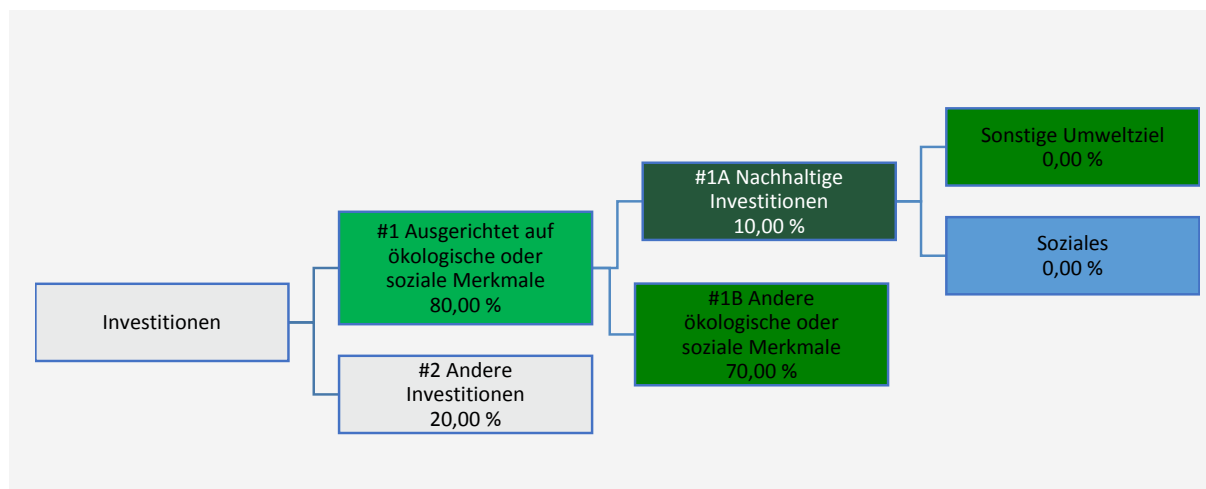 Investitionen
#1 Ausgerichtet auf
ökologische oder
soziale Merkmale
80,00 %
#2 Andere
Investitionen
20,00 %
#1A Nachhaltige
Investitionen
10,00 %
#1B Andere
ökologische oder
soziale Merkmale
70,00 %
Sonstige Umweltziel
0,00 %
Soziales
0,00 %